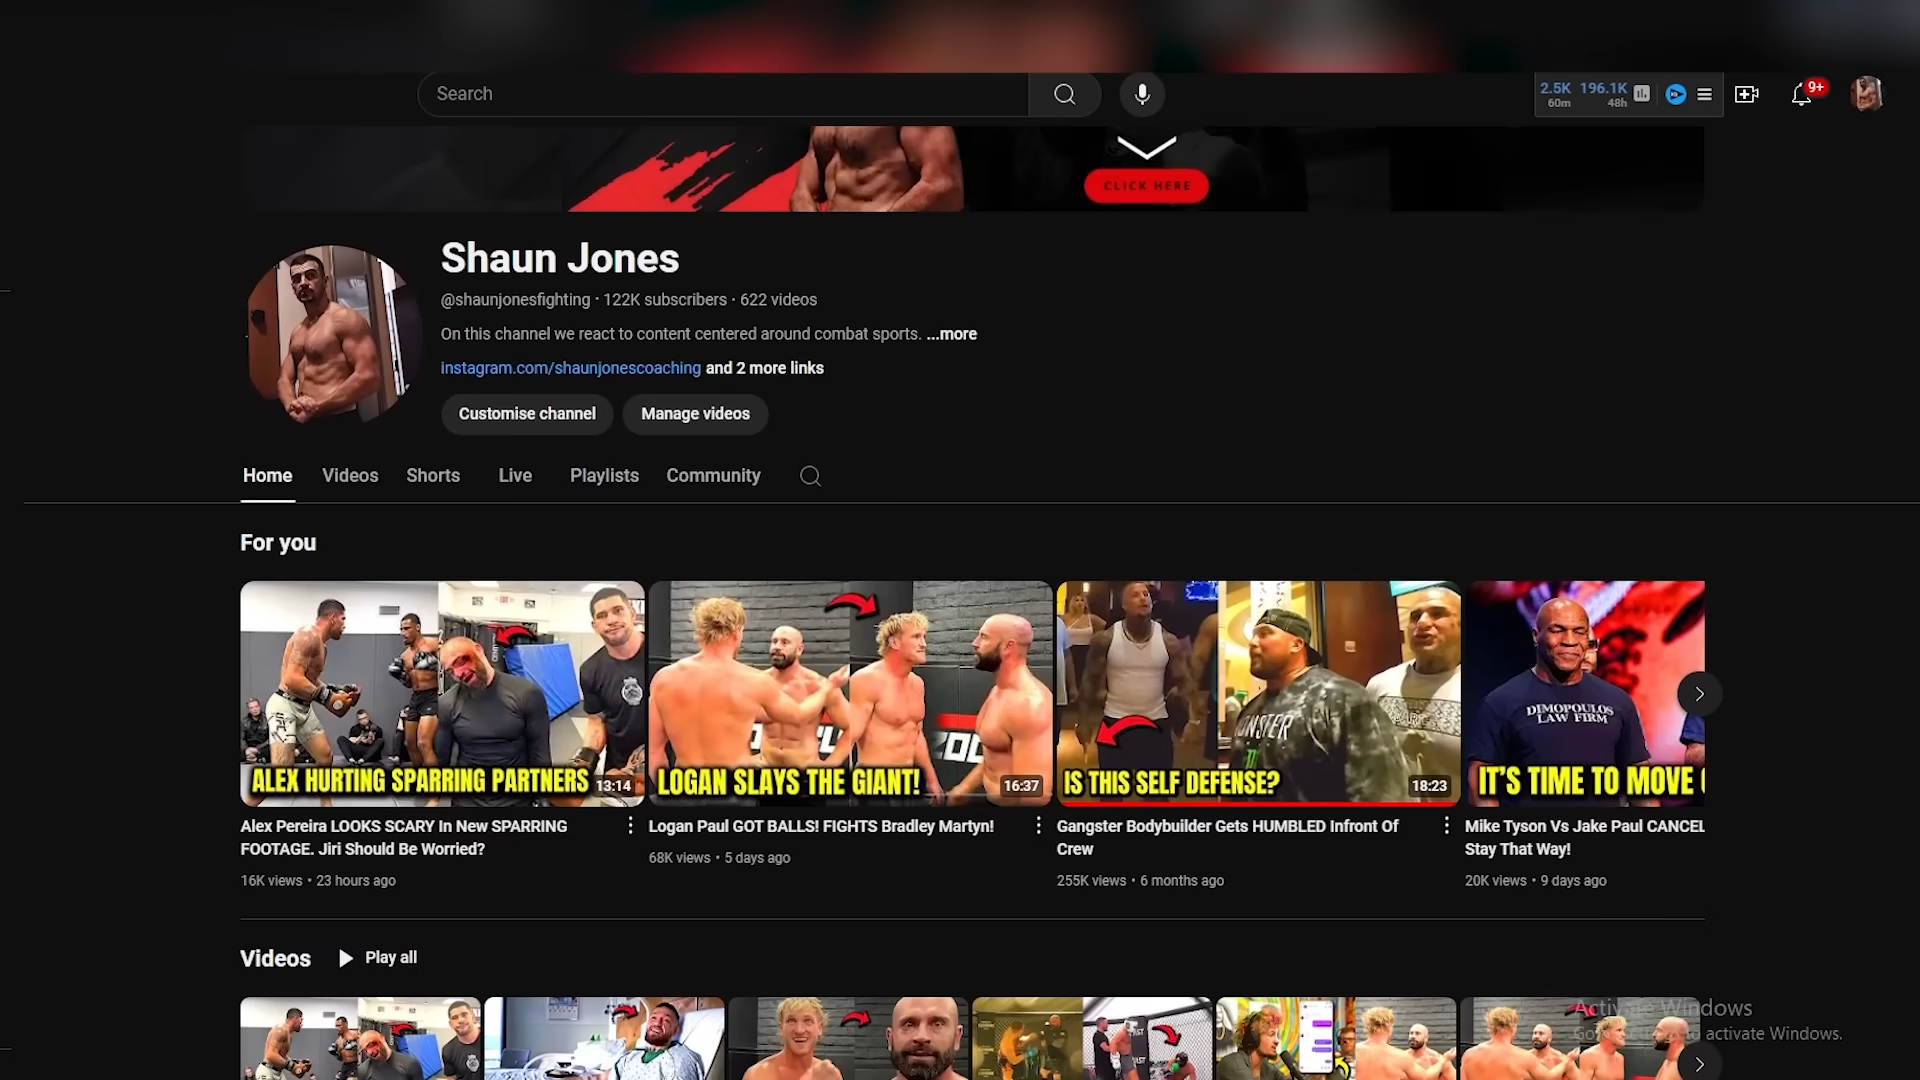 Search
2.5K 196.1K
60m 48h
9+
CLICK HERE
Shaun Jones
@shaunjonesfighting · 122K subscribers · 622 videos
On this channel we react to content centered around combat sports. ...more
instagram.com/shaunjonescoaching and 2 more links
Customise channel Manage videos
Home Videos Shorts Live Playlists Community
For you
ALEX HURTING SPARRING PARTNERS
13:14
LOGAN SLAYS THE GIANT!
16:37
IS THIS SELF DEFENSE?
18:23
DIMOPOULOS
LAW FIRM
IT'S TIME TO MOVE
Alex Pereira LOOKS SCARY In New SPARRING
FOOTAGE. Jiri Should Be Worried?
16K views • 23 hours ago
Logan Paul GOT BALLS! FIGHTS Bradley Martyn!
68K views • 5 days ago
Gangster Bodybuilder Gets HUMBLED Infront Of
Crew
255K views • 6 months ago
Mike Tyson Vs Jake Paul CANCEL
Stay That Way!
20K views • 9 days ago
Videos Play all
Activate Windows
activate Windows.